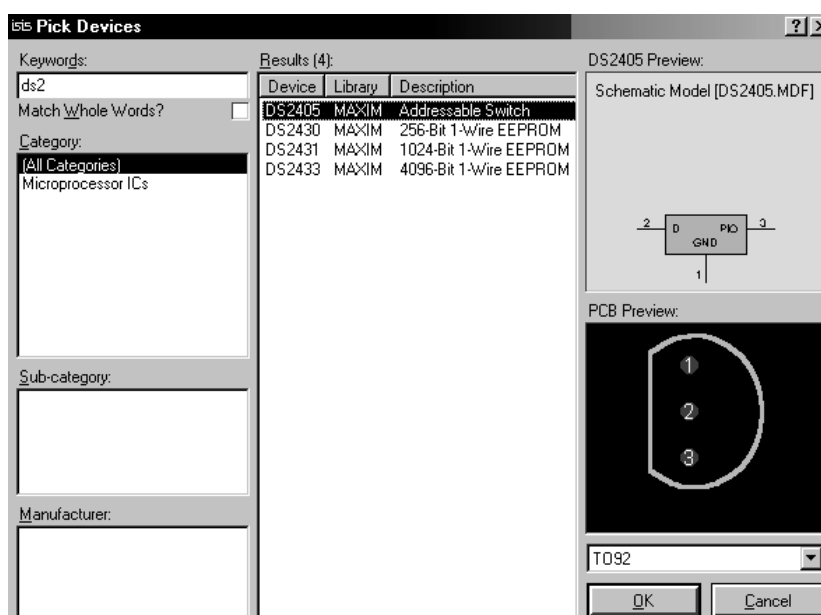 isis Pick Devices
? X
Keywords:
ds2
Match Whole Words?
Category:
(All Categories)
Microprocessor ICs
Sub-category:
Manufacturer:
Results (4):
Device Library Description
DS2405 MAXIM Addressable Switch
DS2430 MAXIM 256-Bit 1-Wire EEPROM
DS2431 MAXIM 1024-Bit 1-Wire EEPROM
DS2433 MAXIM 4096-Bit 1-Wire EEPROM
DS2405 Preview:
Schematic Model [DS2405.MDF]
2 D PIO 3
GND
1
PCB Preview:
1
2
3
TO92
OK Cancel